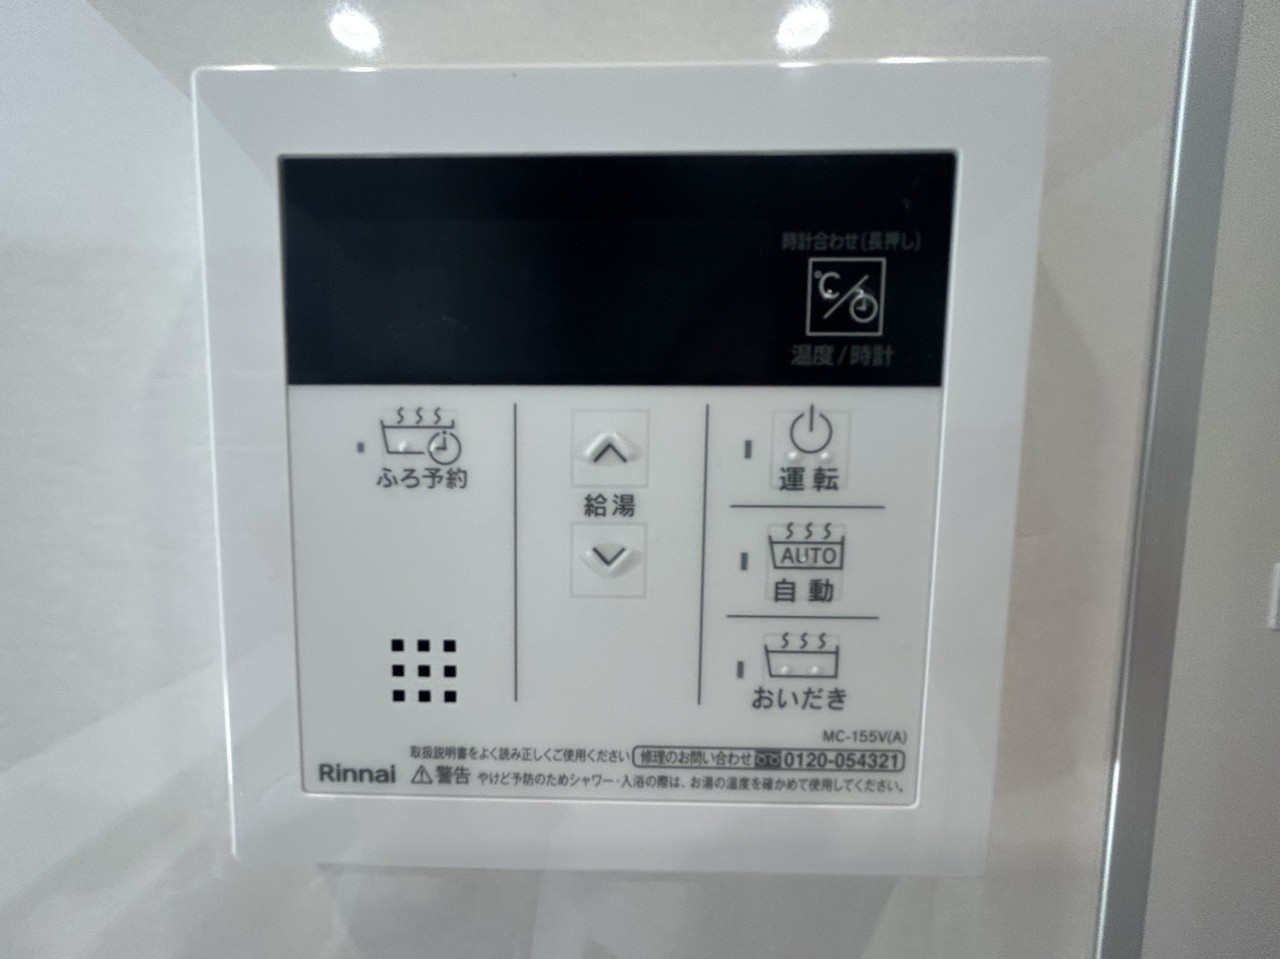 時計合わせ(長押し)
℃
温度/時計
ふろ予約
給湯
運転
AUTO
自動
おいだき
MC-155V(A)
取扱説明書をよく読み正しくご使用ください 修理のお問い合わせ 0120-054321
Rinnai 警告 やけど予防のためシャワー・入浴の際は、お湯の温度を確かめて使用してください。